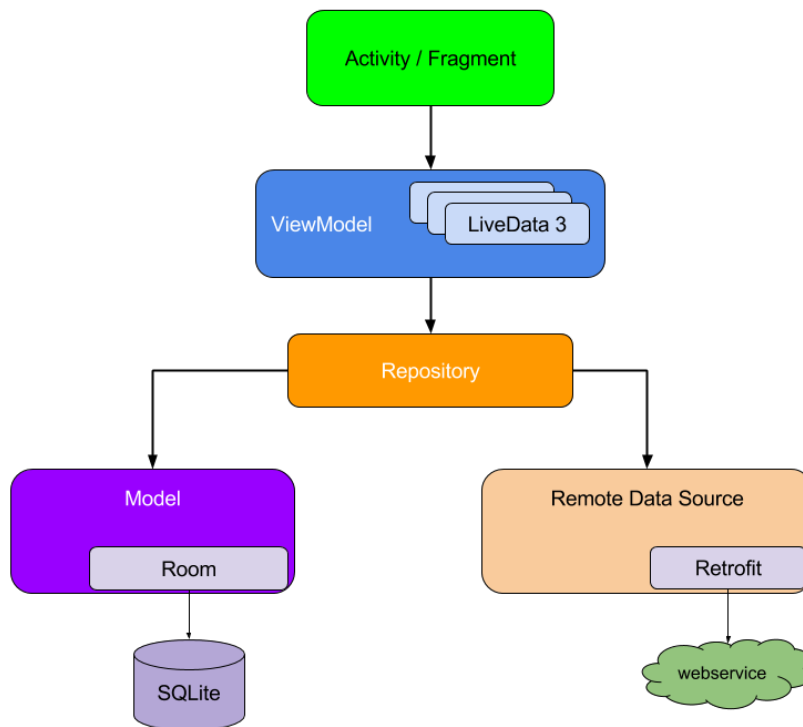 Activity / Fragment
ViewModel
LiveData 3
Repository
Model
Room
SQLite
Remote Data Source
Retrofit
webservice